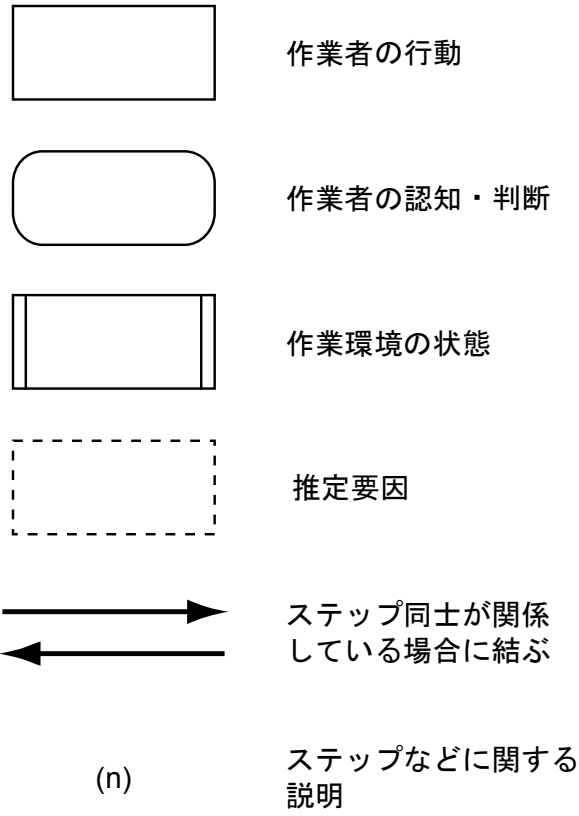 作業者の行動
作業者の認知・判断
作業環境の状態
推定要因
ステップ同士が関係
している場合に結ぶ
(n)
ステップなどに関する
説明